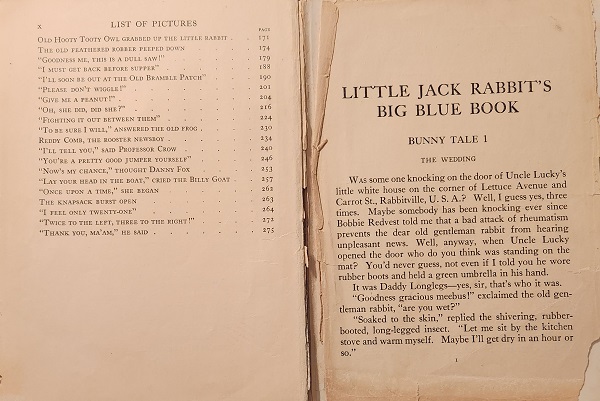 x LIST OF PICTURES
PAGE
OLD HOOTY TOOTY OWL GRABBED UP THE LITTLE RABBIT . . 171
THE OLD FEATHERED ROBBER PEEPED DOWN . . . . . 174
"GOODNESS ME, THIS IS A DULL SAW!" . . . . . . 179
"I MUST GET BACK BEFORE SUPPER" . . . . . . 188
"I'LL SOON BE OUT AT THE OLD BRAMBLE PATCH" . . . . 190
"PLEASE DON'T WIGGLE!" . . . . . . . 201
"GIVE ME A PEANUT!" . . . . . . . . 204
"OH, SHE DID, DID SHE?" . . . . . . . 216
"FIGHTING IT OUT BETWEEN THEM" . . . . . . 224
"TO BE SURE I WILL," ANSWERED THE OLD FROG . . . . 230
REDDY COMB, THE ROOSTER NEWSBOY . . . . . 234
"I'LL TELL YOU," SAID PROFESSOR CROW . . . . . 240
"YOU'RE A PRETTY GOOD JUMPER YOURSELF" . . . . 246
"NOW'S MY CHANCE," THOUGHT DANNY FOX . . . . 253
"LAY YOUR HEAD IN THE BOAT," CRIED THE BILLY GOAT . . 257
"ONCE UPON A TIME," SHE BEGAN . . . . . . 262
THE KNAPSACK BURST OPEN . . . . . . . 263
"I FEEL ONLY TWENTY-ONE" . . . . . . . 264
"TWICE TO THE LEFT, THREE TO THE RIGHT!" . . . . 272
"THANK YOU, MA'AM," HE SAID . . . . . . . 275
LITTLE JACK RABBIT'S
BIG BLUE BOOK
BUNNY TALE 1
THE WEDDING
WAS some one knocking on the door of Uncle Lucky's
little white house on the corner of Lettuce Avenue and
Carrot St., Rabbitville, U. S. A.? Well, I guess yes, three
times. Maybe somebody has been knocking ever since
Bobbie Redvest told me that a bad attack of rheumatism
prevents the dear old gentleman rabbit from hearing
unpleasant news. Well, anyway, when Uncle Lucky
opened the door who do you think was standing on the
mat? You'd never guess, not even if I told you he wore
rubber boots and held a green umbrella in his hand.
It was Daddy Longlegs—yes, sir, that's who it was.
"Goodness gracious meebus!" exclaimed the old gen-
tleman rabbit, "are you wet?"
"Soaked to the skin," replied the shivering, rubber-
booted, long-legged insect. "Let me sit by the kitchen
stove and warm myself. Maybe I'll get dry in an hour or
so."
1